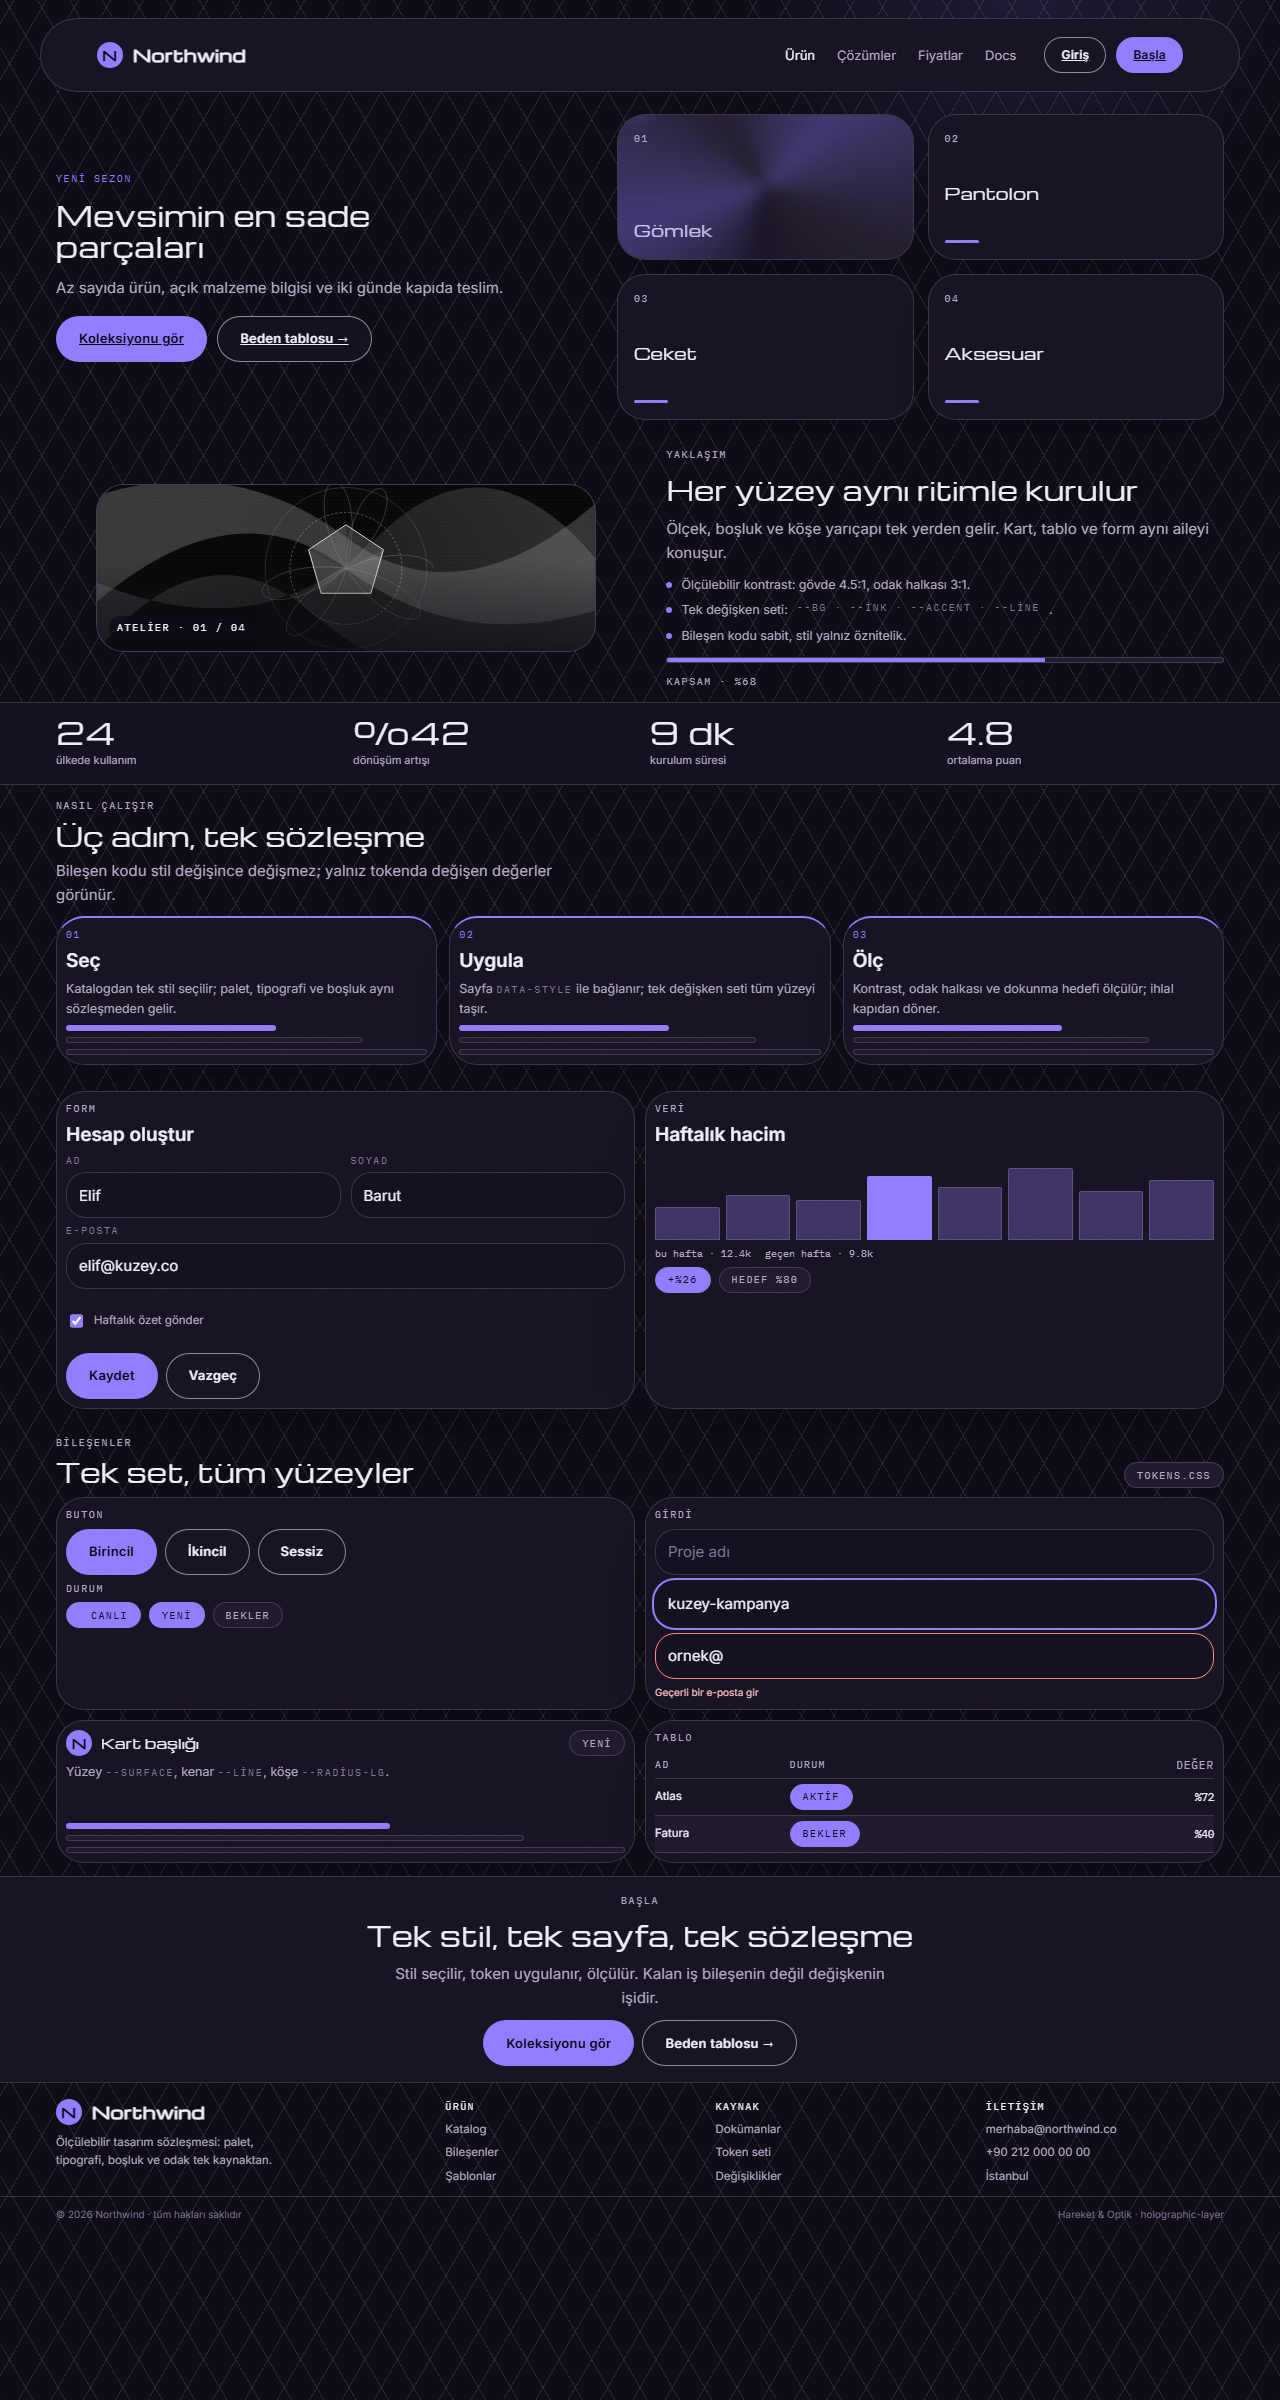 N Northwind
Ürün Çözümler Fiyatlar Docs Giriş Başla
YENİ SEZON
Mevsimin en sade
parçaları
Az sayıda ürün, açık malzeme bilgisi ve iki günde kapıda teslim.
Koleksiyonu gör Beden tablosu →
01
Gömlek
02
Pantolon
03
Ceket
04
Aksesuar
ATELİER · 01 / 04
YAKLAŞIM
Her yüzey aynı ritimle kurulur
Ölçek, boşluk ve köşe yarıçapı tek yerden gelir. Kart, tablo ve form aynı aileyi
konuşur.
Ölçülebilir kontrast: gövde 4.5:1, odak halkası 3:1.
Tek değişken seti: --BG · --İNK · --ACCENT · --LİNE .
Bileşen kodu sabit, stil yalnız öznitelik.
KAPSAM · %68
24
ülkede kullanım
%42
dönüşüm artışı
9 dk
kurulum süresi
4.8
ortalama puan
NASIL ÇALIŞIR
Üç adım, tek sözleşme
Bileşen kodu stil değişince değişmez; yalnız tokenda değişen değerler
görünür.
01
Seç
Katalogdan tek stil seçilir; palet, tipografi ve boşluk aynı
sözleşmeden gelir.
02
Uygula
Sayfa DATA-STYLE ile bağlanır; tek değişken seti tüm yüzeyi
taşır.
03
Ölç
Kontrast, odak halkası ve dokunma hedefi ölçülür; ihlal
kapıdan döner.
FORM
Hesap oluştur
AD SOYAD
Elif Barut
E-POSTA
elif@kuzey.co
Haftalık özet gönder
Kaydet Vazgeç
VERİ
Haftalık hacim
bu hafta · 12.4k geçen hafta · 9.8k
+%26 HEDEF %80
BİLEŞENLER
Tek set, tüm yüzeyler
TOKENS.CSS
BUTON
Birincil İkincil Sessiz
DURUM
CANLI YENİ BEKLER
GİRDİ
Proje adı
kuzey-kampanya
ornek@
Geçerli bir e-posta gir
N Kart başlığı YENİ
Yüzey --SURFACE, kenar --LİNE, köşe --RADİUS-LG.
TABLO
AD DURUM DEĞER
Atlas AKTİF %72
Fatura BEKLER %40
BAŞLA
Tek stil, tek sayfa, tek sözleşme
Stil seçilir, token uygulanır, ölçülür. Kalan iş bileşenin değil değişkenin
işidir.
Koleksiyonu gör Beden tablosu →
N Northwind
Ölçülebilir tasarım sözleşmesi: palet,
tipografi, boşluk ve odak tek kaynaktan.
ÜRÜN
Katalog
Bileşenler
Şablonlar
KAYNAK
Dokümanlar
Token seti
Değişiklikler
İLETİŞİM
merhaba@northwind.co
+90 212 000 00 00
İstanbul
© 2026 Northwind · tüm hakları saklıdır
Hareket & Optik · holographic-layer